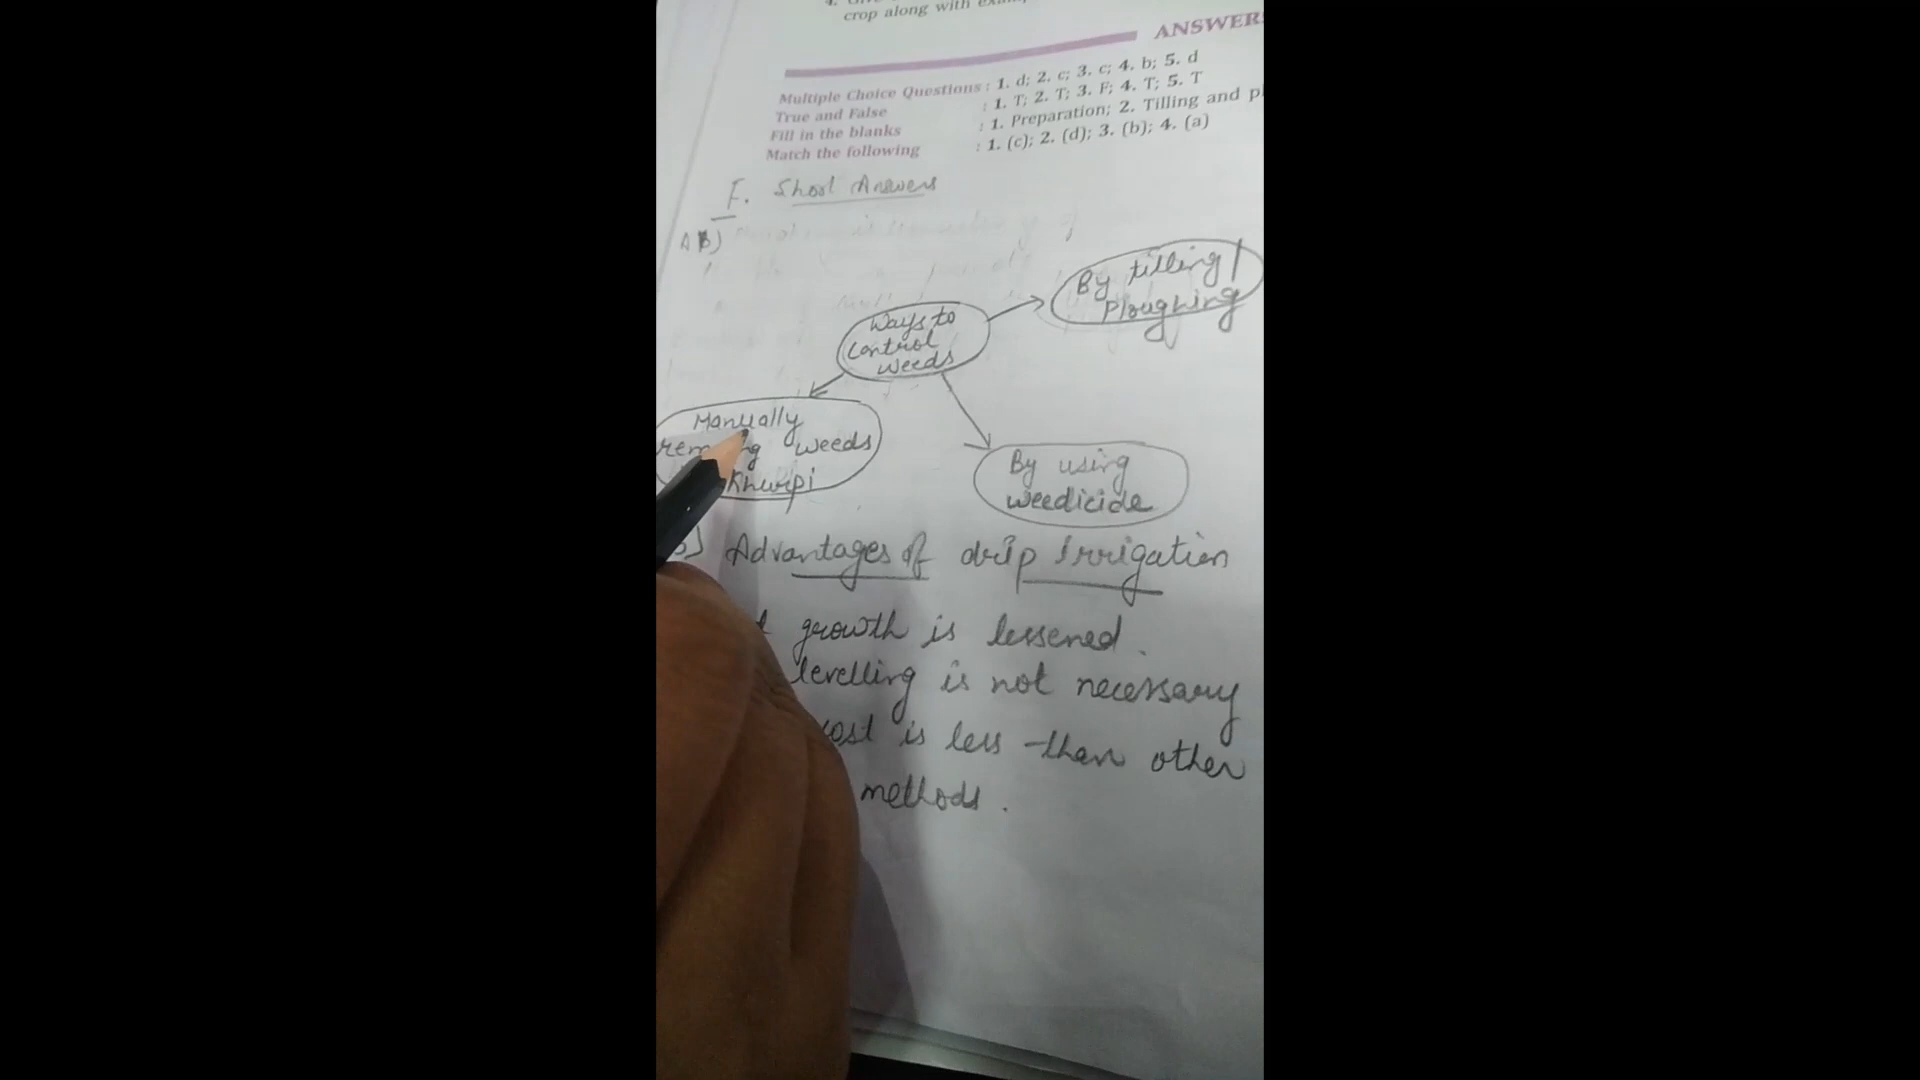 crop along with
ANSWER
Multiple Choice Questions : 1. d; 2. c; 3. c; 4. b; 5. d
True and False : 1. T; 2. T; 3. F; 4. T; 5. T
Fill in the blanks : 1. Preparation; 2. Tilling and
Match the following : 1. (c); 2. (d); 3. (b); 4. (a)
F. Short Answers
By tilling/
Ploughing
Ways to
control
weeds
Manually
weeds
Khurpi
By using
weedicide
Advantages of drip Irrigation
growth is lessened.
levelling is not necessary
cost is less than other
methods.